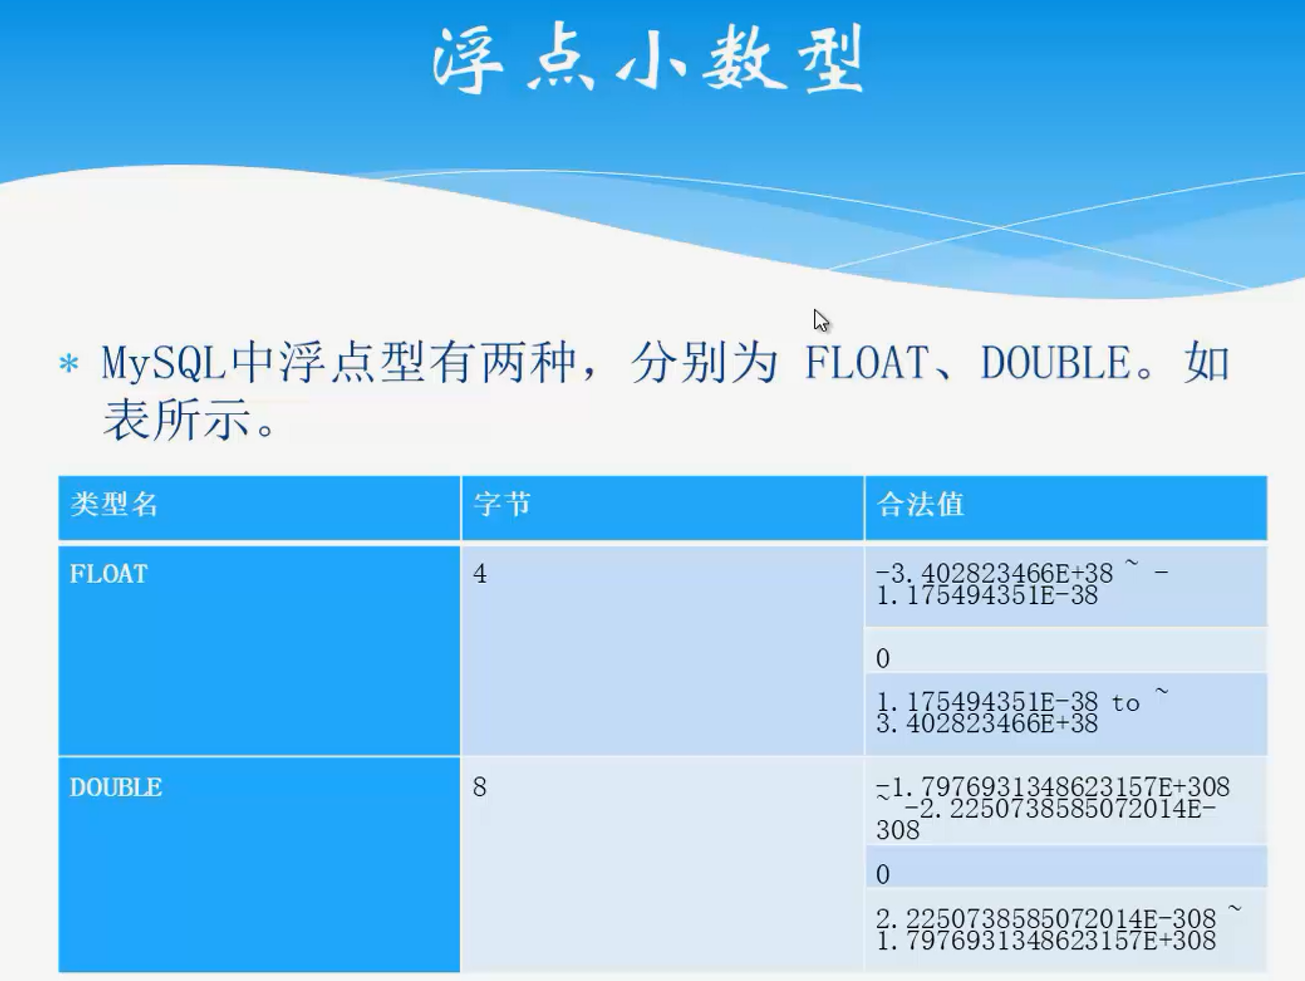 浮点小数型
* MySQL中浮点型有两种，分别为 FLOAT、DOUBLE。如
表所示。
类型名 字节 合法值
FLOAT 4 -3.402823466E+38 ~ -
1.175494351E-38
0
1.175494351E-38 to ~
3.402823466E+38
DOUBLE 8 -1.7976931348623157E+308
~ -2.2250738585072014E-
308
0
2.2250738585072014E-308 ~
1.7976931348623157E+308